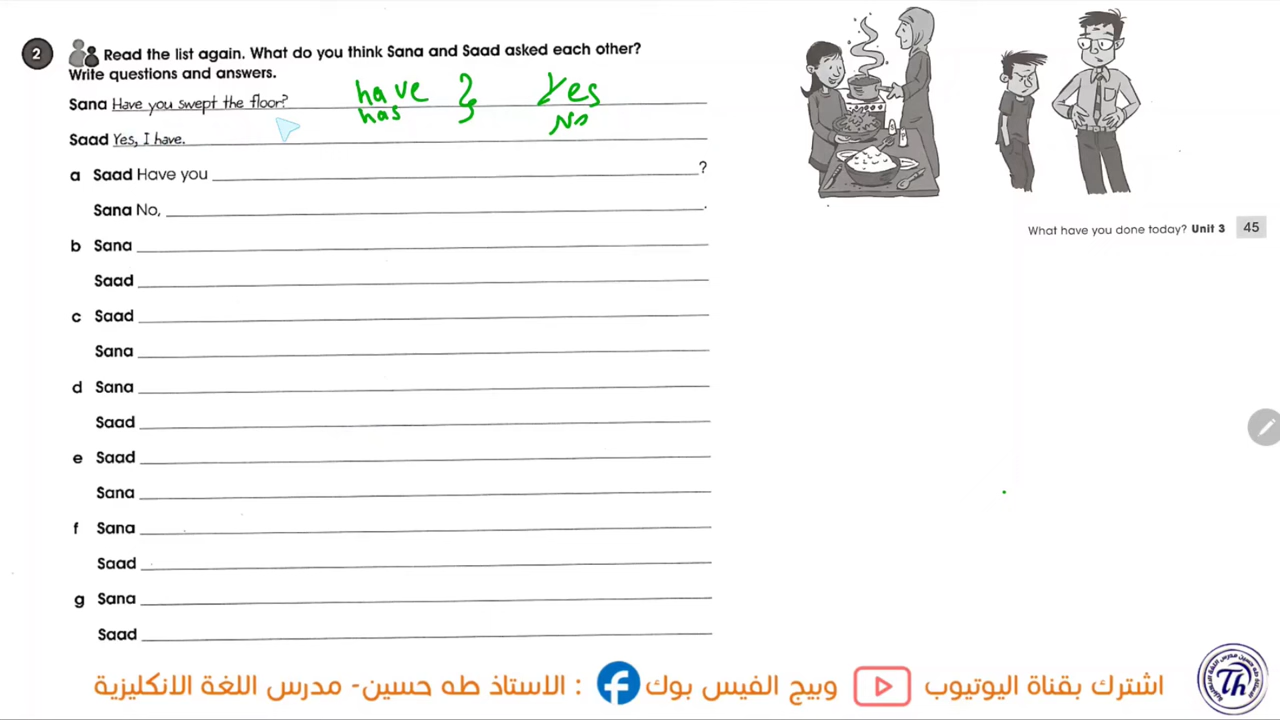 2 Read the list again. What do you think Sana and Saad asked each other?
Write questions and answers.
Sana Have you swept the floor? have } Yes
has No
Saad Yes, I have.
a Saad Have you ?
Sana No, .
b Sana
Saad
c Saad
Sana
d Sana
Saad
e Saad
Sana
f Sana
Saad
g Sana
Saad
What have you done today? Unit 3 45
اشترك بقناة اليوتيوب وبيج الفيس بوك : الاستاذ طه حسين- مدرس اللغة الانكليزية
Th